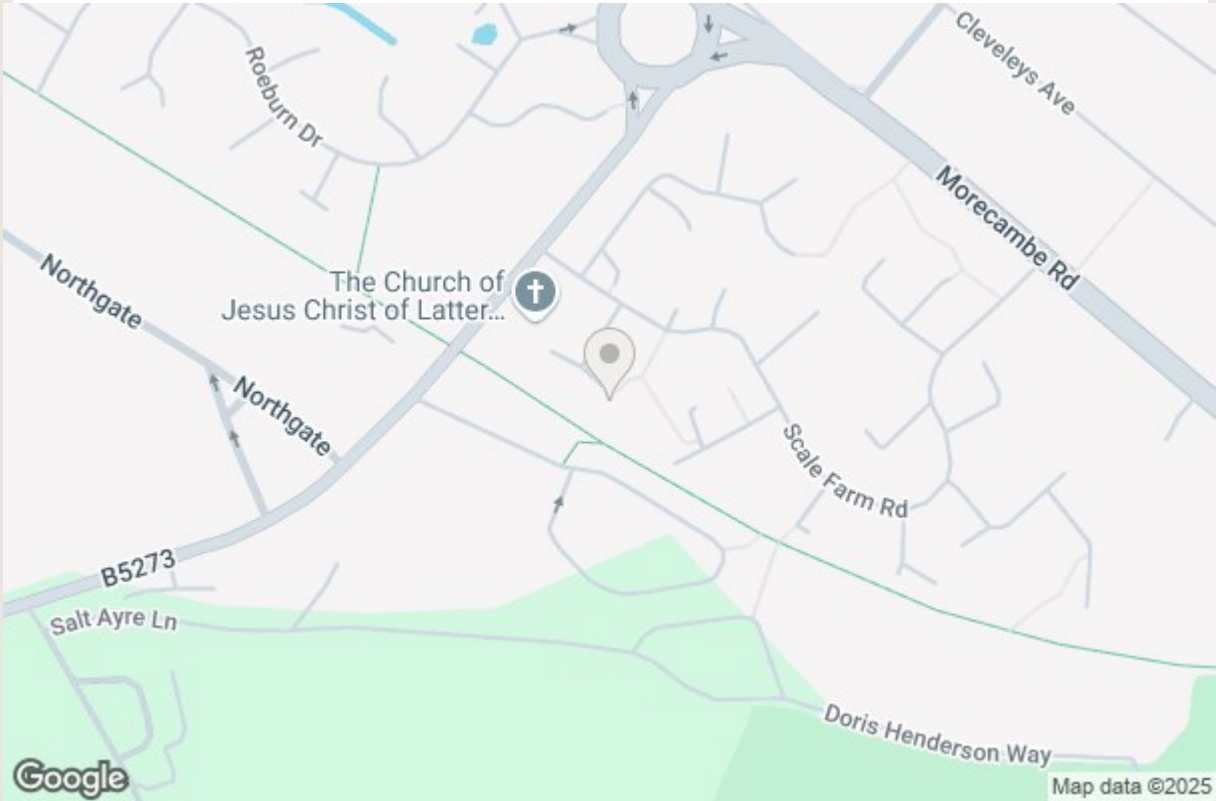 Cleveleys Ave
Roeburn Dr
Morecambe Rd
Northgate
The Church of
Jesus Christ of Latter...
Northgate
Scale Farm Rd
B5273
Salt Ayre Ln
Doris Henderson Way
Google
Map data ©2025